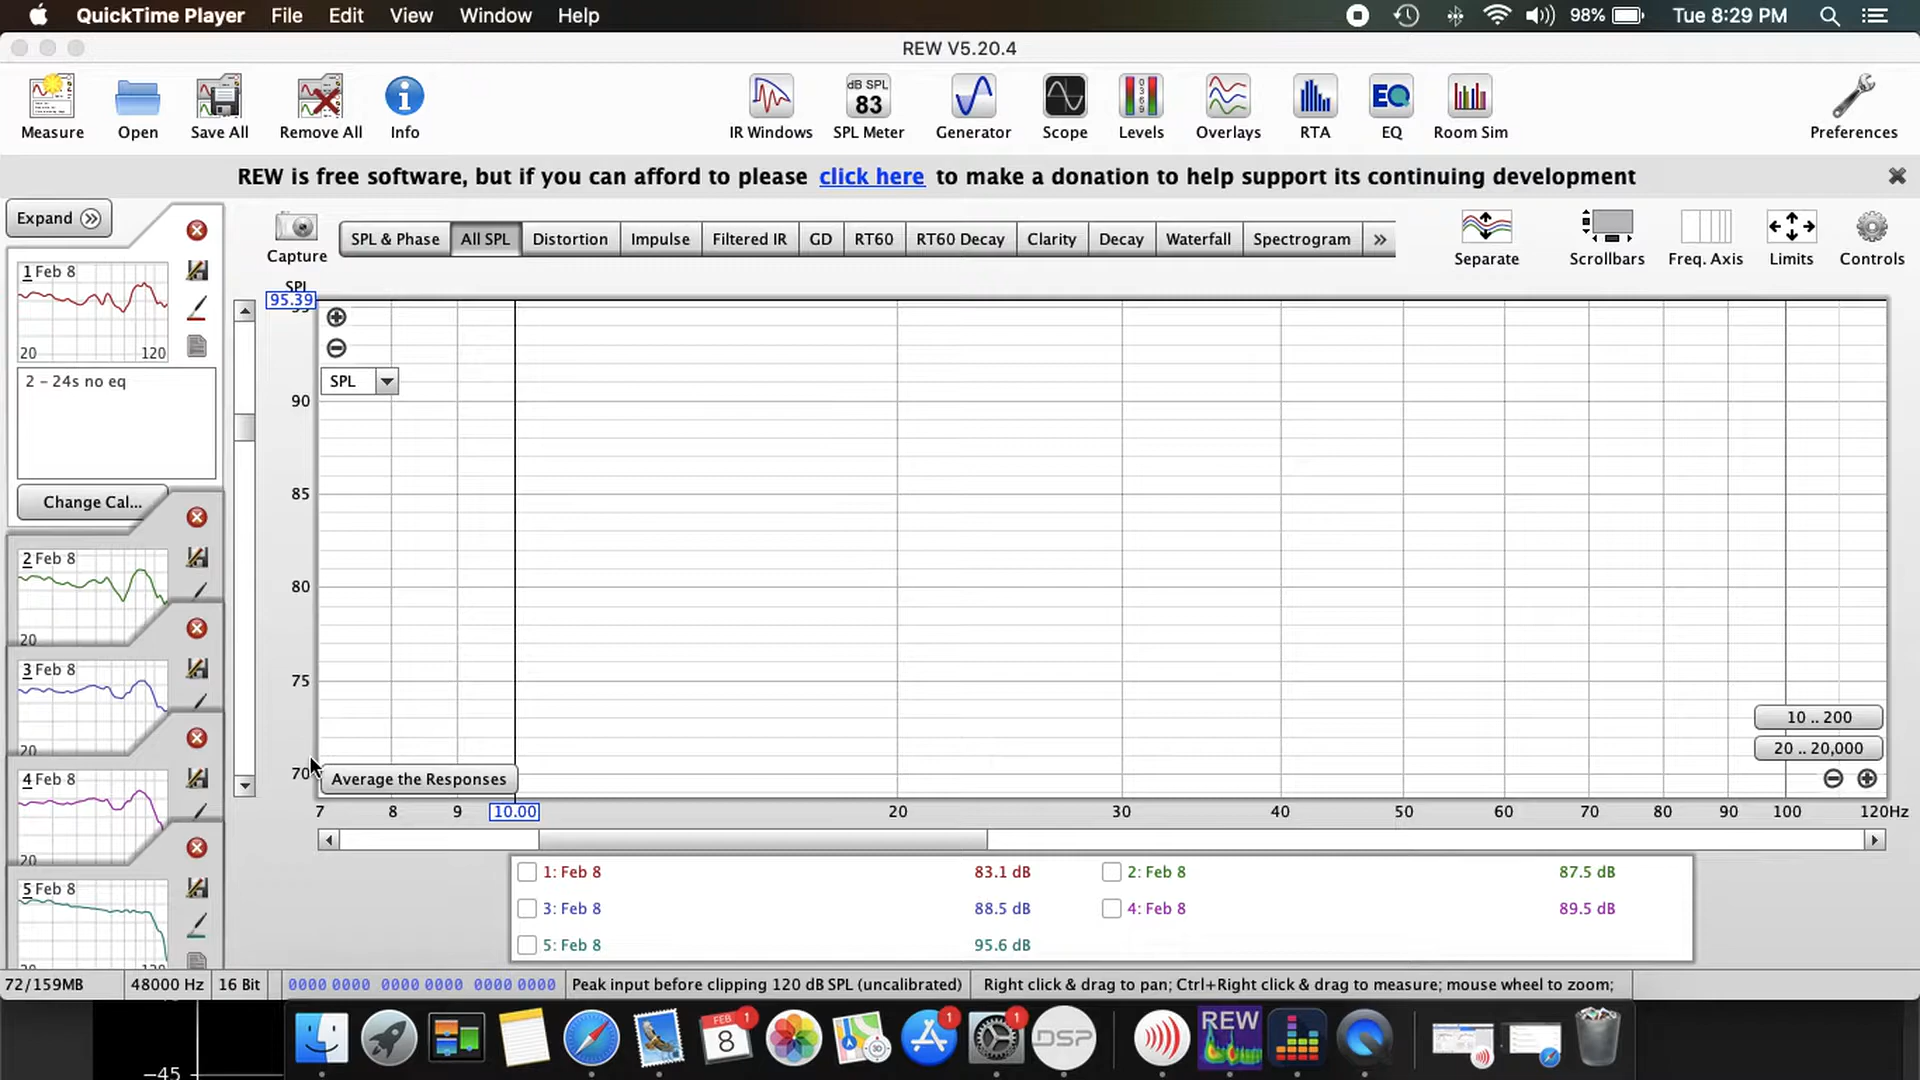 QuickTime Player File Edit View Window Help 98% Tue 8:29 PM
REW V5.20.4
dB SPL
83
EQ
Measure Open Save All Remove All Info IR Windows SPL Meter Generator Scope Levels Overlays RTA EQ Room Sim Preferences
REW is free software, but if you can afford to please click here to make a donation to help support its continuing development
Expand
Capture
SPL & Phase All SPL Distortion Impulse Filtered IR GD RT60 RT60 Decay Clarity Decay Waterfall Spectrogram
Separate Scrollbars Freq. Axis Limits Controls
1 Feb 8
20 120
2 – 24s no eq
Change Cal...
2 Feb 8
20
3 Feb 8
20
4 Feb 8
20
5 Feb 8
SPL
95.39
SPL
90
85
80
75
70
Average the Responses
10 .. 200
20 .. 20,000
7 8 9 10.00 20 30 40 50 60 70 80 90 100 120Hz
1: Feb 8 83.1 dB 2: Feb 8 87.5 dB
3: Feb 8 88.5 dB 4: Feb 8 89.5 dB
5: Feb 8 95.6 dB
72/159MB 48000 Hz 16 Bit 0000 0000 0000 0000 0000 0000 Peak input before clipping 120 dB SPL (uncalibrated) Right click & drag to pan; Ctrl+Right click & drag to measure; mouse wheel to zoom;
FEB
8
1
1
1
DSP
REW
−45